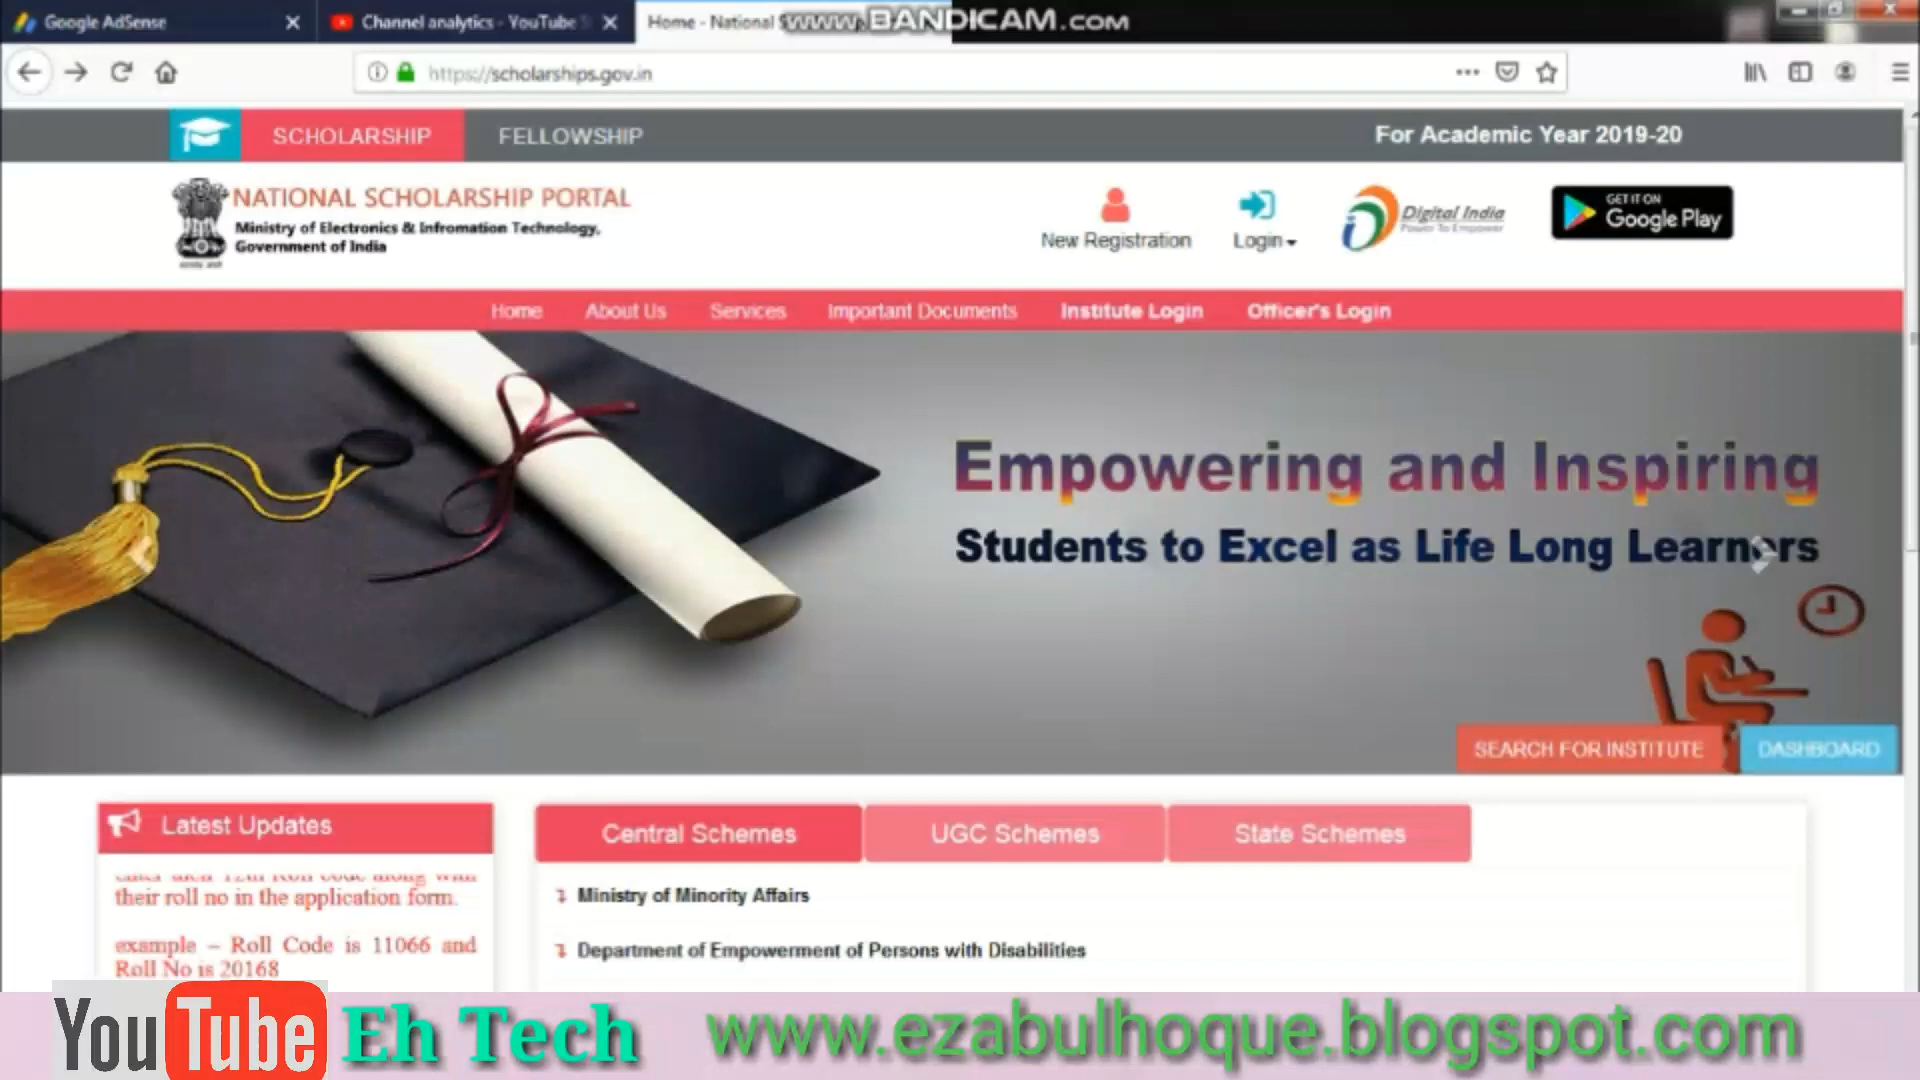 Google AdSense
Channel analytics - YouTube
Home - National
www.BANDICAM.COM
https://scholarships.gov.in
SCHOLARSHIP
FELLOWSHIP
For Academic Year 2019-20
NATIONAL SCHOLARSHIP PORTAL
Ministry of Electronics & Infromation Technology,
Government of India
New Registration
Login
Digital India
Power To Empower
GET IT ON
Google Play
Home
About Us
Services
Important Documents
Institute Login
Officer's Login
Empowering and Inspiring
Students to Excel as Life Long Learners
SEARCH FOR INSTITUTE
DASHBOARD
Latest Updates
Central Schemes
UGC Schemes
State Schemes
their roll no in the application form.
example – Roll Code is 11066 and
Roll No is 20168
Ministry of Minority Affairs
Department of Empowerment of Persons with Disabilities
YouTube
Eh Tech
www.ezabulhoque.blogspot.com